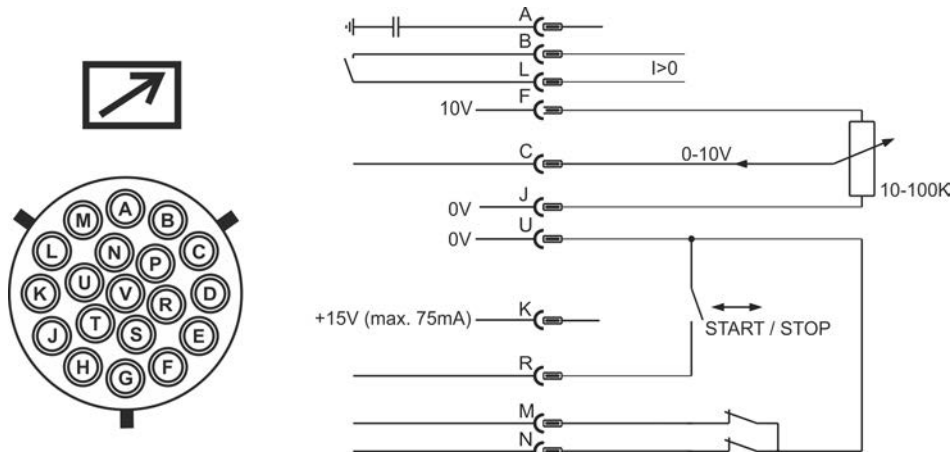 A
B
L
I>0
F
10V
C
0-10V
10-100K
J
0V
U
0V
K
+15V (max. 75mA)
START / STOP
R
M
N
A
M
B
L
N
P
C
K
U
V
R
D
J
T
S
E
H
G
F